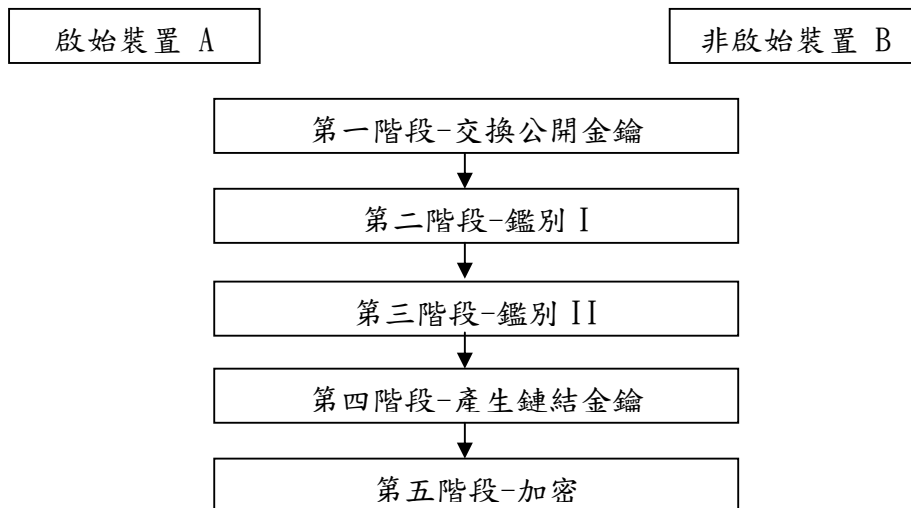 啟始裝置 A
非啟始裝置 B
第一階段-交換公開金鑰
第二階段-鑑別 I
第三階段-鑑別 II
第四階段-產生鏈結金鑰
第五階段-加密